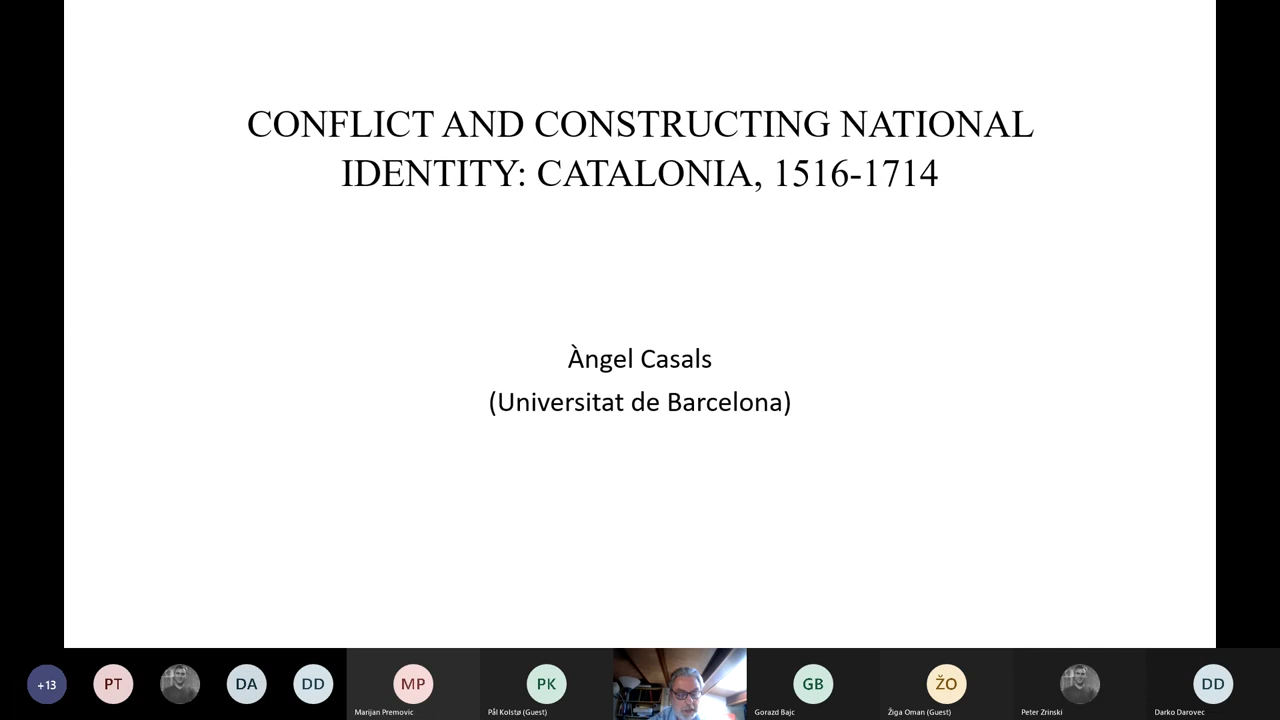 CONFLICT AND CONSTRUCTING NATIONAL
IDENTITY: CATALONIA, 1516-1714
Àngel Casals
(Universitat de Barcelona)
+13
PT
DA
DD
MP
PK
GB
ŽO
DD
Marijan Premovic
Pål Kolstø (Guest)
Gorazd Bajc
Žiga Oman (Guest)
Peter Zrinski
Darko Darovec